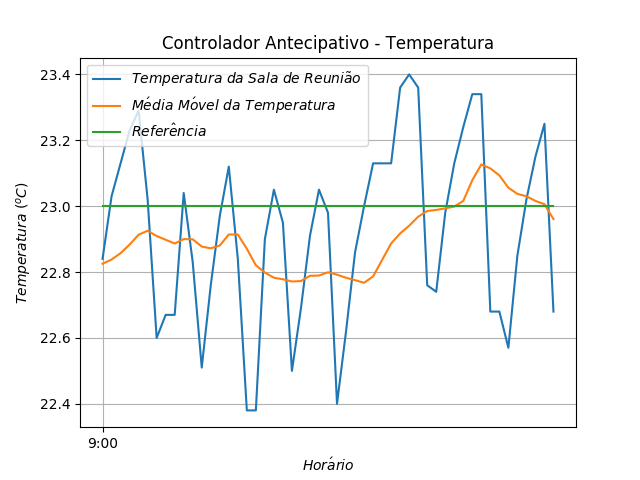 Controlador Antecipativo - Temperatura
Temperatura da Sala de Reunião
Média Móvel da Temperatura
Referência
23.4
23.2
23.0
22.8
22.6
22.4
Temperatura (ºC)
9:00
Horário